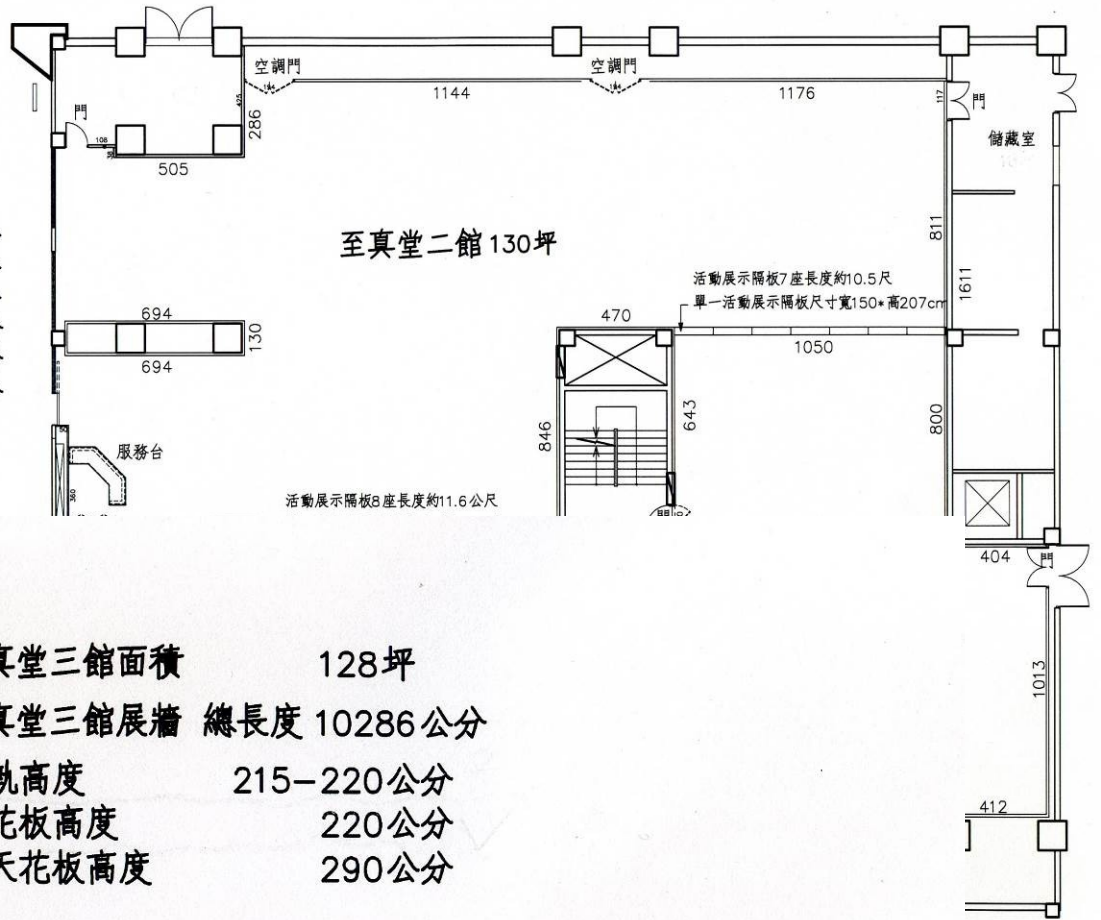 空調門
空調門
1144
1176
117
門
門
425
286
108
505
儲藏室
至真堂二館130坪
811
1611
活動展示隔板7座長度約10.5尺
單一活動展示隔板尺寸寬150*高207cm
694
130
694
470
1050
846
643
800
服務台
360
活動展示隔板8座長度約11.6公尺
404
門
真堂三館面積 128坪
真堂三館展牆 總長度 10286公分
軌高度 215-220公分
花板高度 220公分
天花板高度 290公分
1013
412